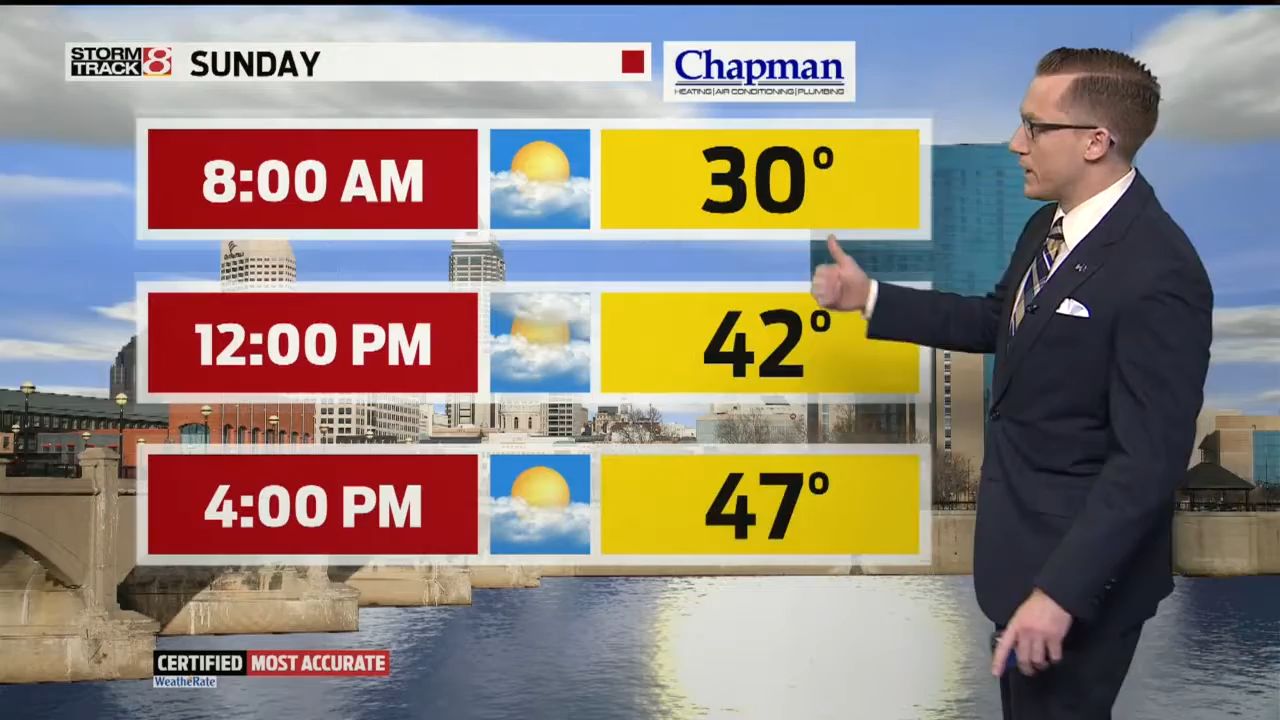 STORM TRACK 8
SUNDAY
Chapman
HEATING|AIR CONDITIONING|PLUMBING
8:00 AM
30°
12:00 PM
42°
4:00 PM
47°
CERTIFIED MOST ACCURATE
WeatheRate